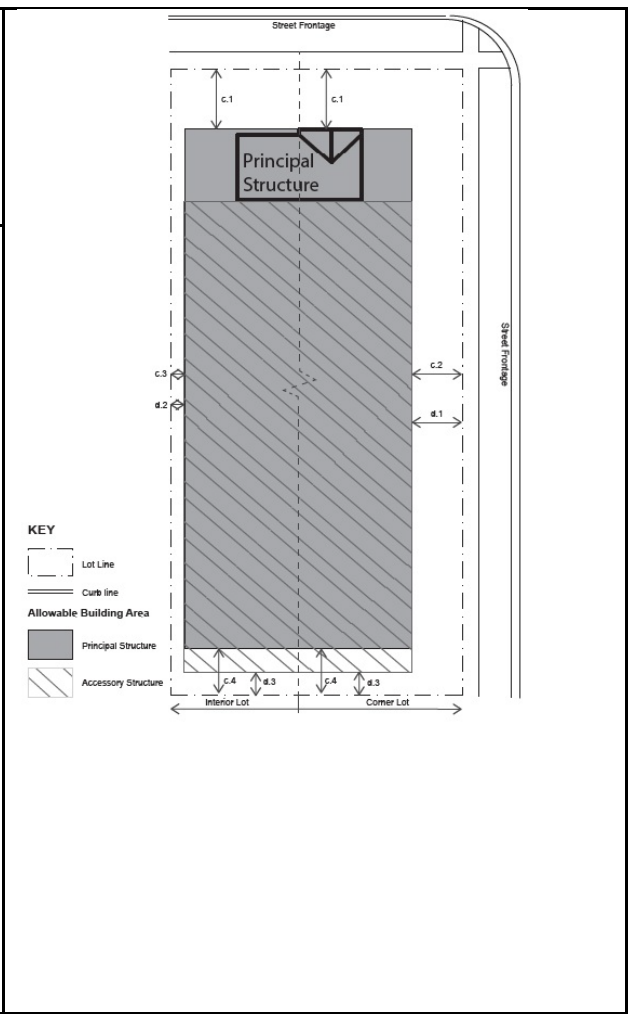 Street Frontage
c.1
c.1
Principal
Structure
Street Frontage
c.3
c.2
d.2
d.1
KEY
Lot Line
Curb line
Allowable Building Area
Principal Structure
Accessory Structure
c.4
d.3
c.4
d.3
Interior Lot
Corner Lot